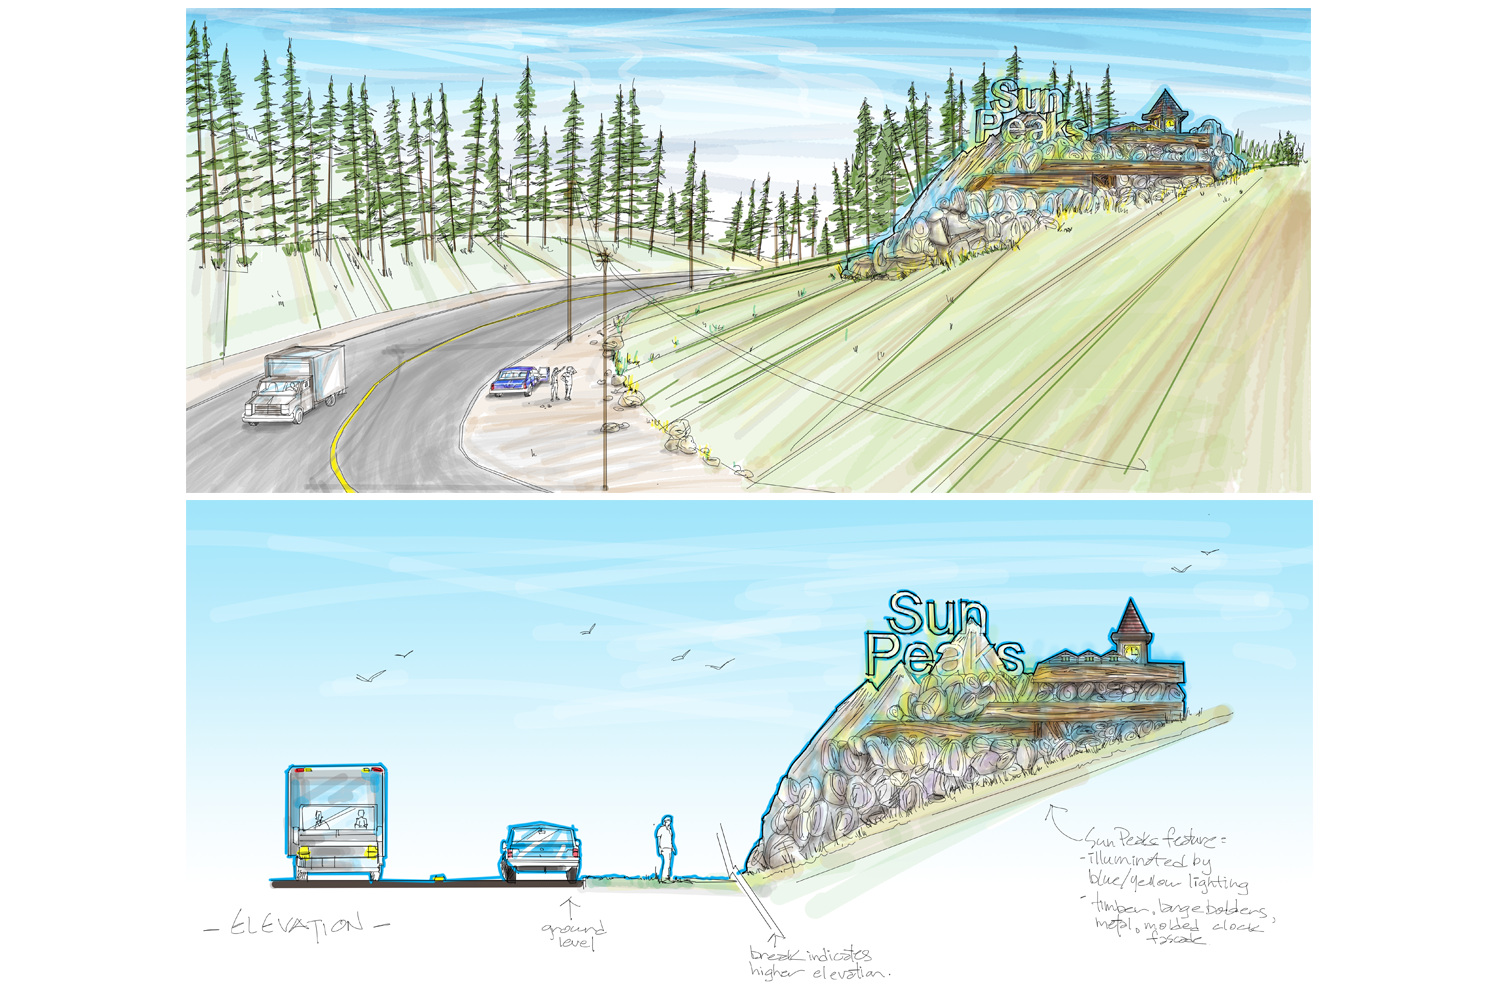 Sun
Peaks
Sun
Peaks
- ELEVATION -
ground
level
break indicates
higher elevation.
Sun Peaks feature:
- illuminated by
blue/yellow lighting
- timber, large bolders,
metal, molded clock
fascade